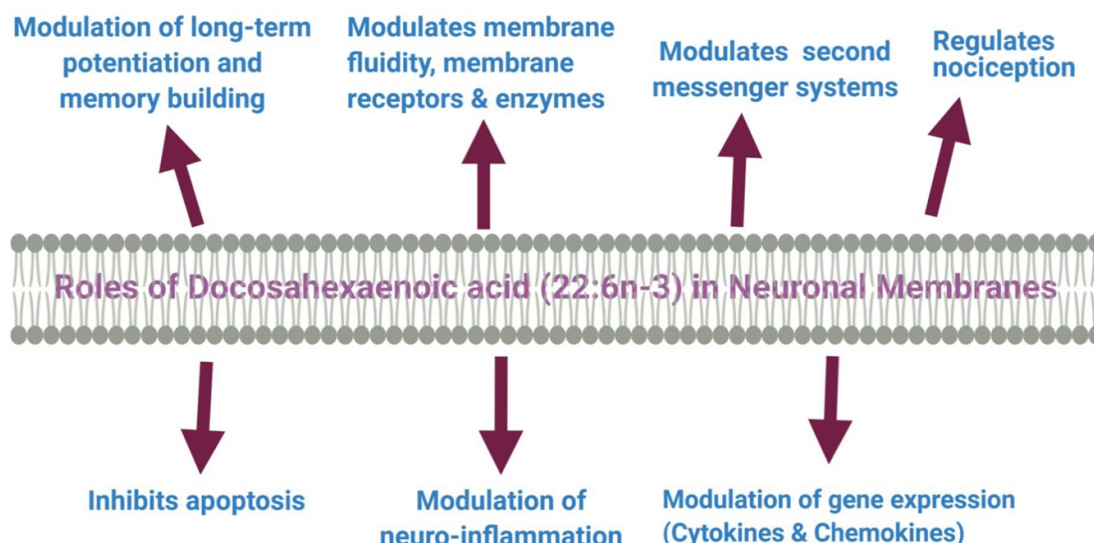 Modulation of long-term
potentiation and
memory building
Modulates membrane
fluidity, membrane
receptors & enzymes
Modulates second
messenger systems
Regulates
nociception
Roles of Docosahexaenoic acid (22:6n-3) in Neuronal Membranes
Inhibits apoptosis
Modulation of
neuro-inflammation
Modulation of gene expression
(Cytokines & Chemokines)